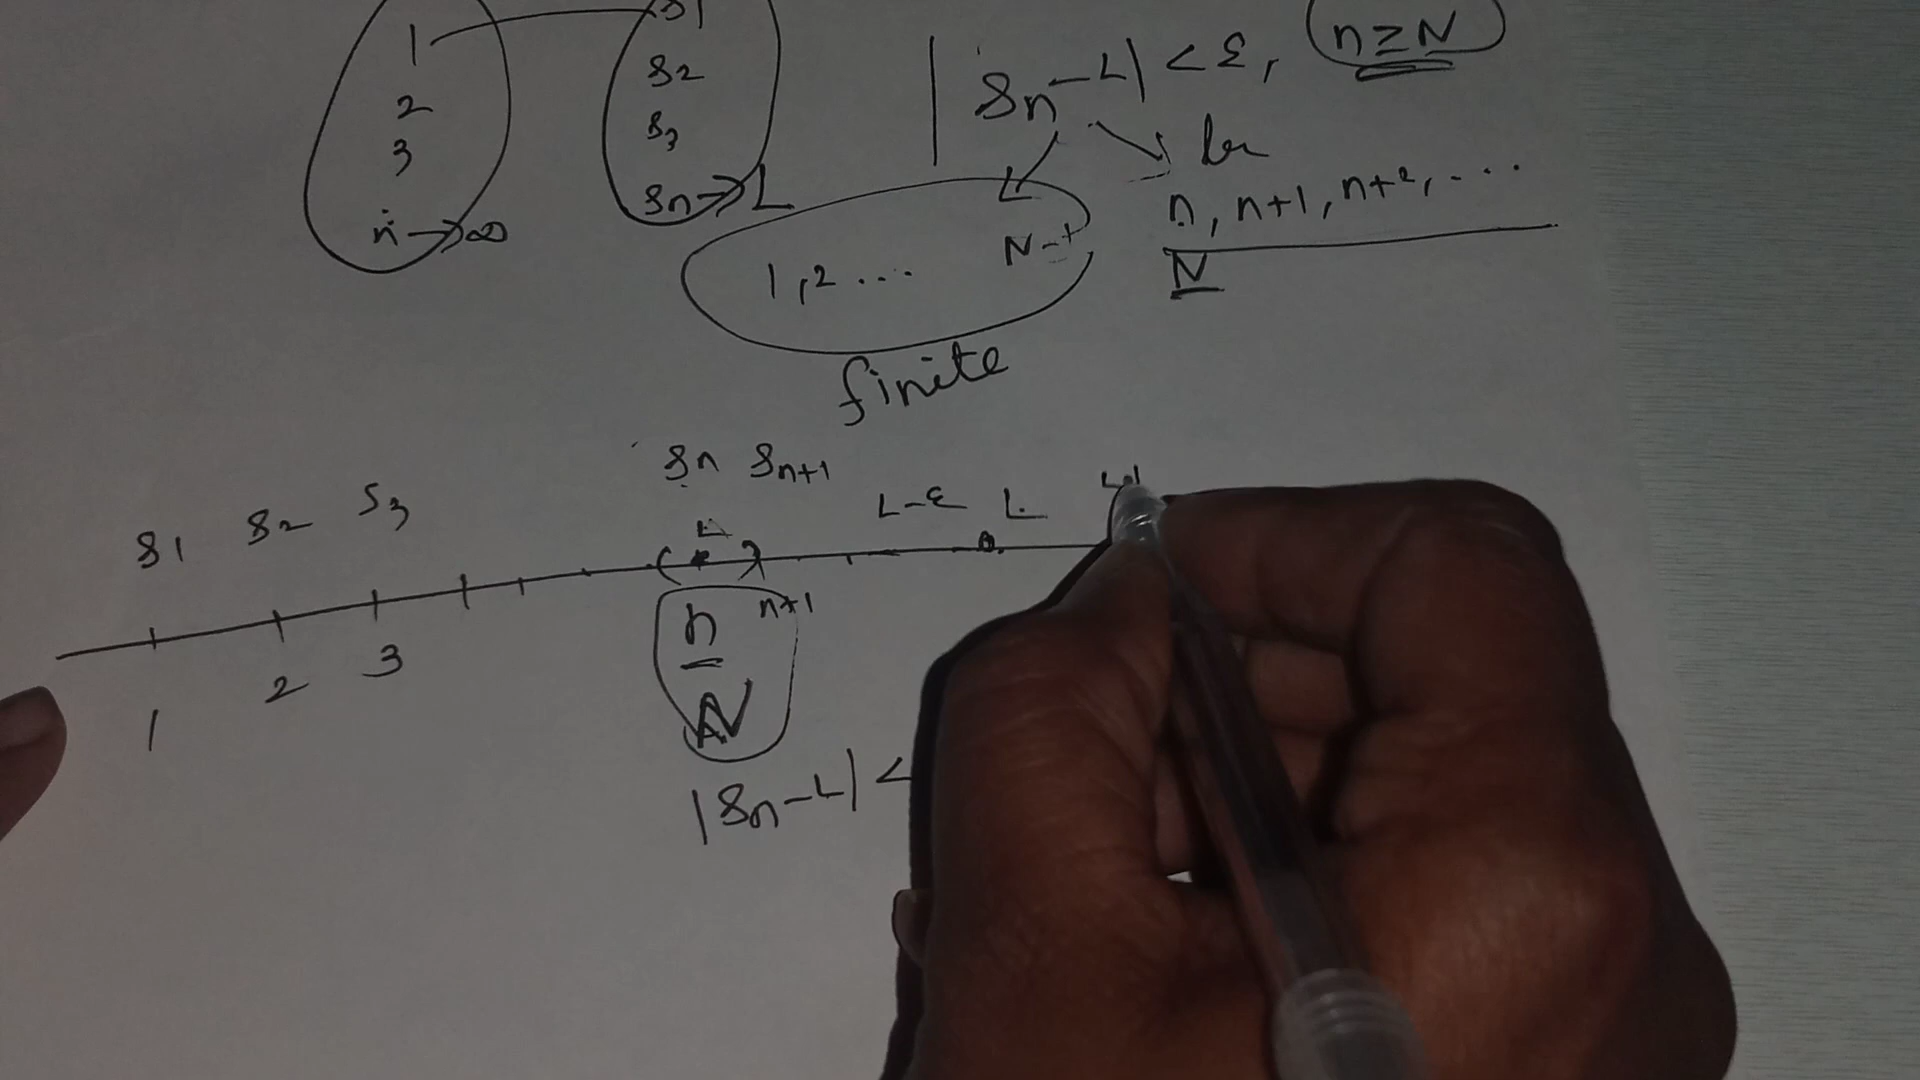 1
2
3
n→∞
S1
S2
S3
Sn→L
|Sn-L|<ε, n≥N
n, n+1, n+2, ....
N
1,2.... N-1
finite
S1 S2 S3 Sn Sn+1 L-ε L
L
1 2 3 n n+1
N
|Sn-L|<